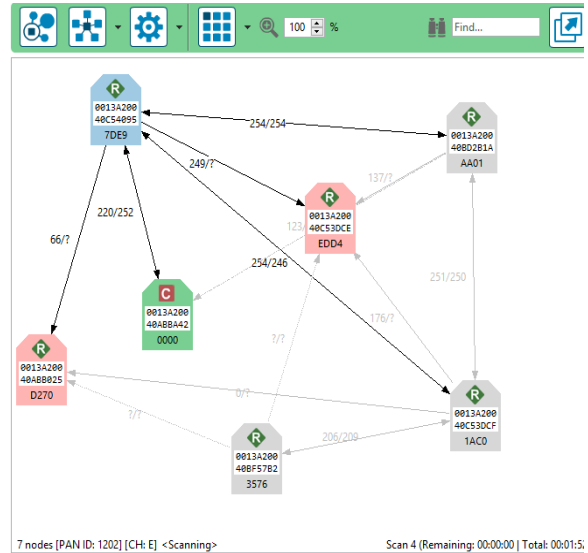 100 %
Find...
R
0013A200
40C54095
7DE9
254/254
R
0013A200
40BD2B1A
AA01
249/?
137/?
R
0013A200
40C53DCE
EDD4
220/252
123/
254/246
66/?
251/250
C
0013A200
40ABBA42
0000
176/?
?/?
R
0013A200
40ABB025
D270
0/?
R
0013A200
40C53DCF
1AC0
?/?
206/209
R
0013A200
40BF57B2
3576
7 nodes [PAN ID: 1202] [CH: E] <Scanning>
Scan 4 (Remaining: 00:00:00 | Total: 00:01:52